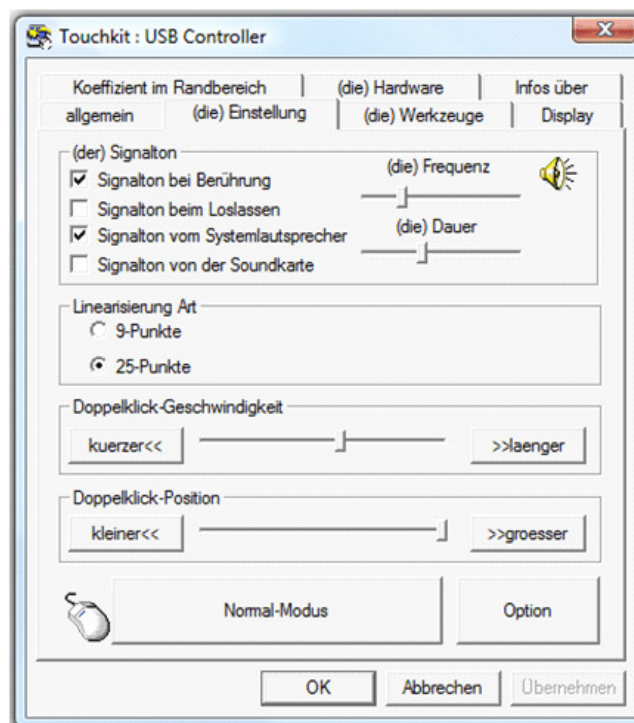 Touchkit : USB Controller
Koeffizient im Randbereich (die) Hardware Infos über
allgemein (die) Einstellung (die) Werkzeuge Display
(der) Signalton
(die) Frequenz
Signalton bei Berührung
Signalton beim Loslassen
(die) Dauer
Signalton vom Systemlautsprecher
Signalton von der Soundkarte
Linearisierung Art
9-Punkte
25-Punkte
Doppelklick-Geschwindigkeit
kuerzer<< >>laenger
Doppelklick-Position
kleiner<< >>groesser
Normal-Modus Option
OK Abbrechen Übernehmen